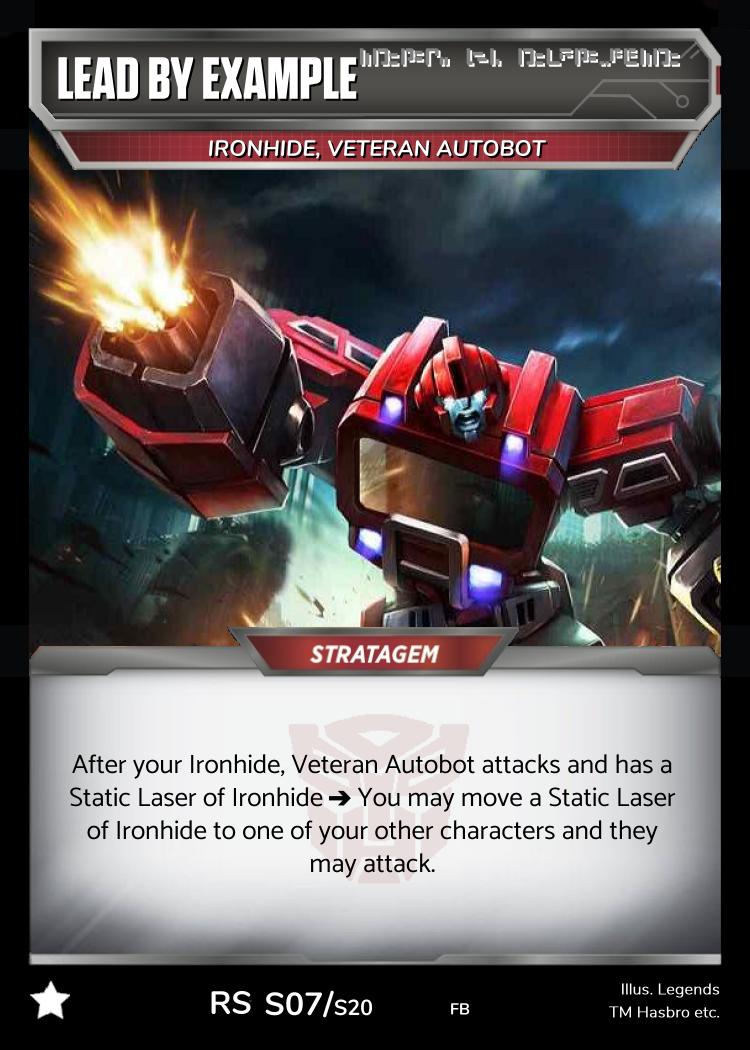 LEAD BY EXAMPLE
IRONHIDE, VETERAN AUTOBOT
STRATAGEM
After your Ironhide, Veteran Autobot attacks and has a
Static Laser of Ironhide ➔ You may move a Static Laser
of Ironhide to one of your other characters and they
may attack.
RS S07/S20
FB
Illus. Legends
TM Hasbro etc.